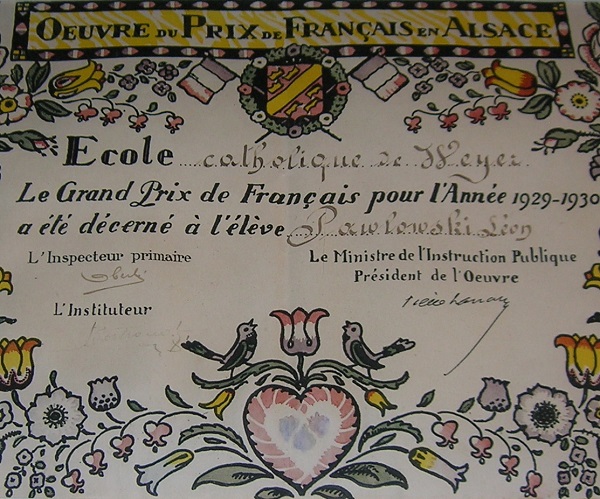 OEUVRE DU PRIX DE FRANÇAIS EN ALSACE
Ecole catholique de Weyer
Le Grand Prix de Français pour l'Année 1929-1930
a été décerné à l'élève Pawlowski Léon
L'Inspecteur primaire
Le Ministre de l'Instruction Publique
Président de l'Oeuvre
L'Instituteur